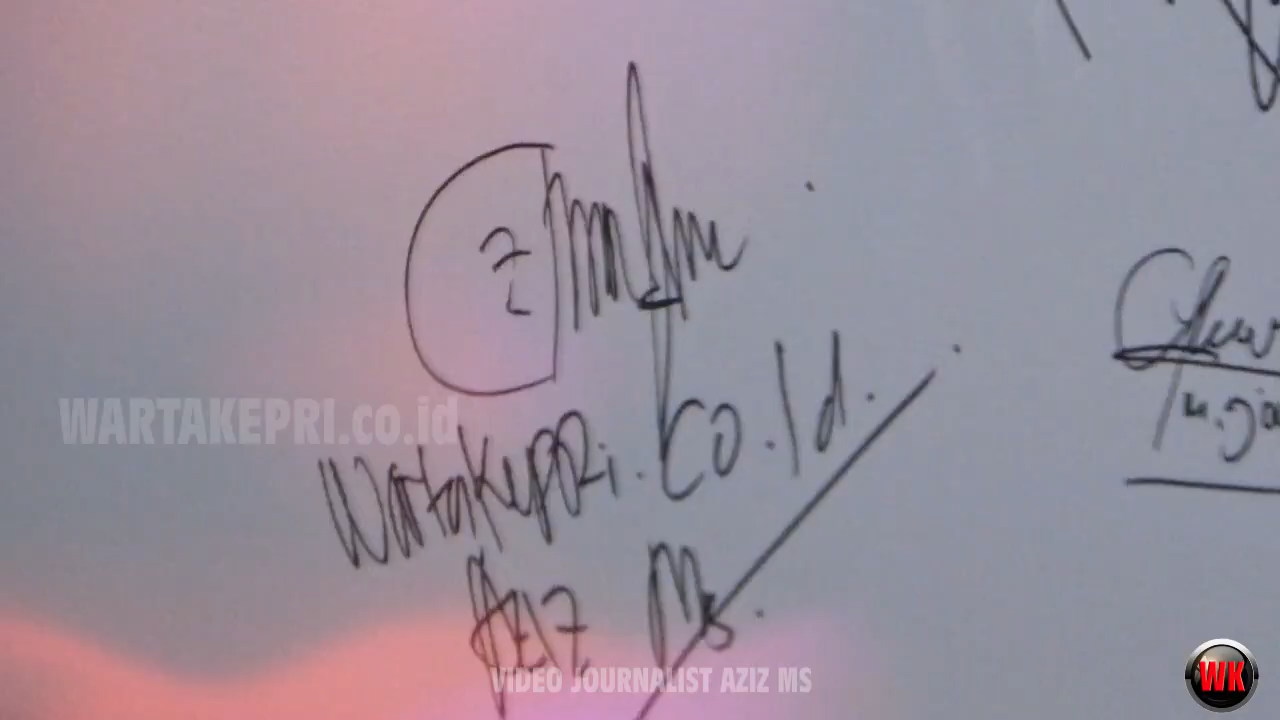 WARTAKEPRI.co.id
Wartakepri.co.id.
Aziz Ms.
VIDEO JOURNALIST AZIZ MS
WK